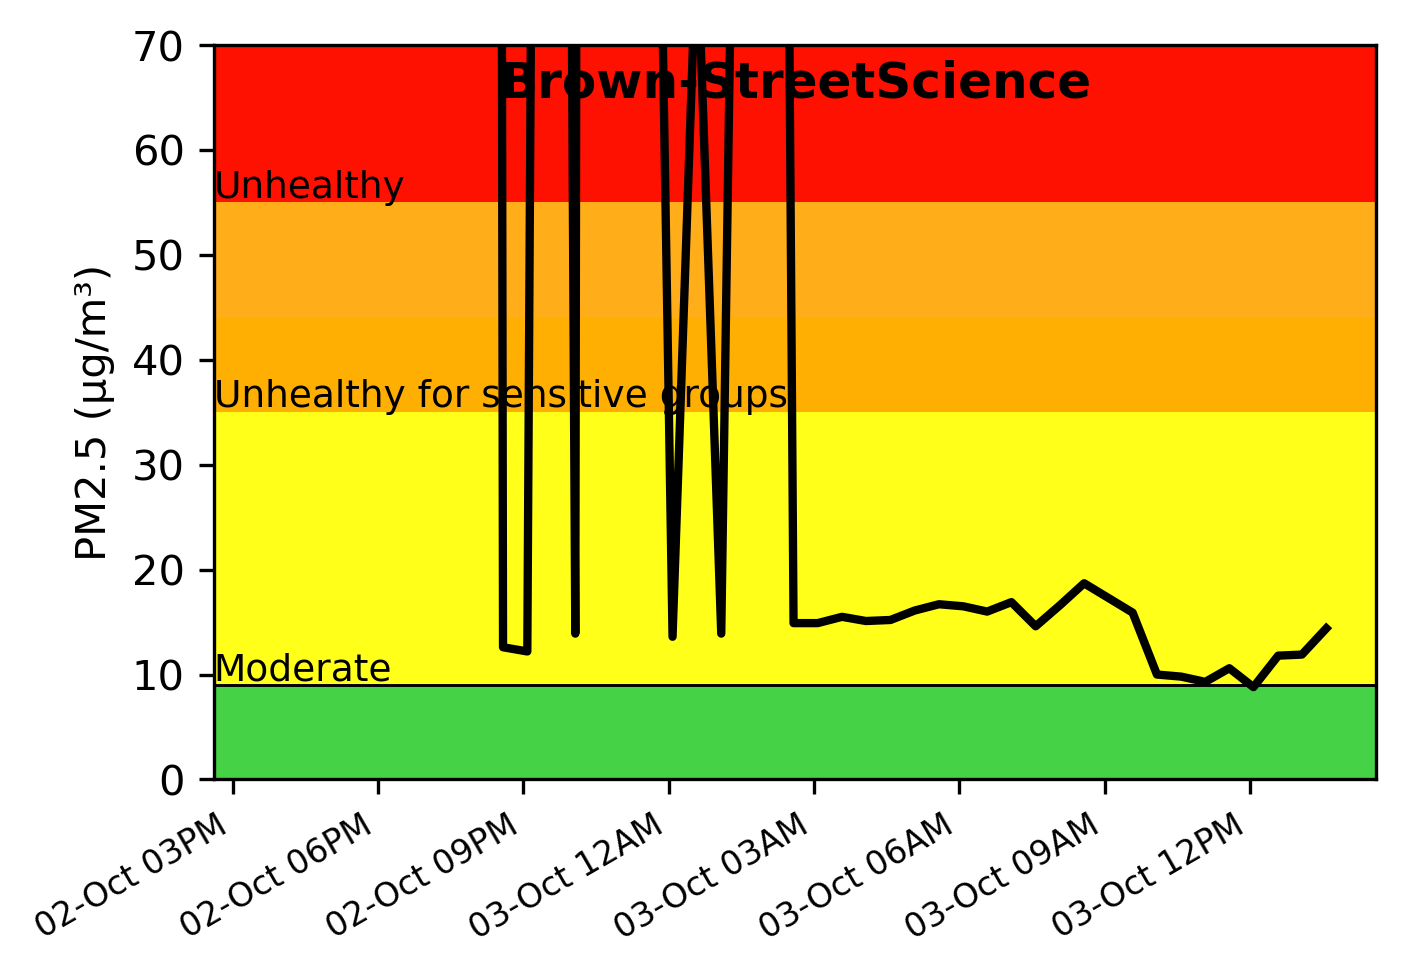 Brown-StreetScience
70
60
50
40
30
20
10
0
PM2.5 (µg/m³)
Unhealthy
Unhealthy for sensitive groups
Moderate
02-Oct 03PM
02-Oct 06PM
02-Oct 09PM
03-Oct 12AM
03-Oct 03AM
03-Oct 06AM
03-Oct 09AM
03-Oct 12PM